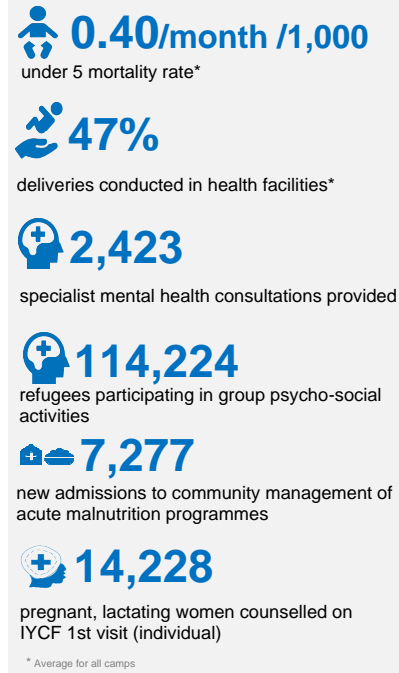 0.40/month /1,000
under 5 mortality rate*
47%
deliveries conducted in health facilities*
2,423
specialist mental health consultations provided
114,224
refugees participating in group psycho-social
activities
7,277
new admissions to community management of
acute malnutrition programmes
14,228
pregnant, lactating women counselled on
IYCF 1st visit (individual)
* Average for all camps